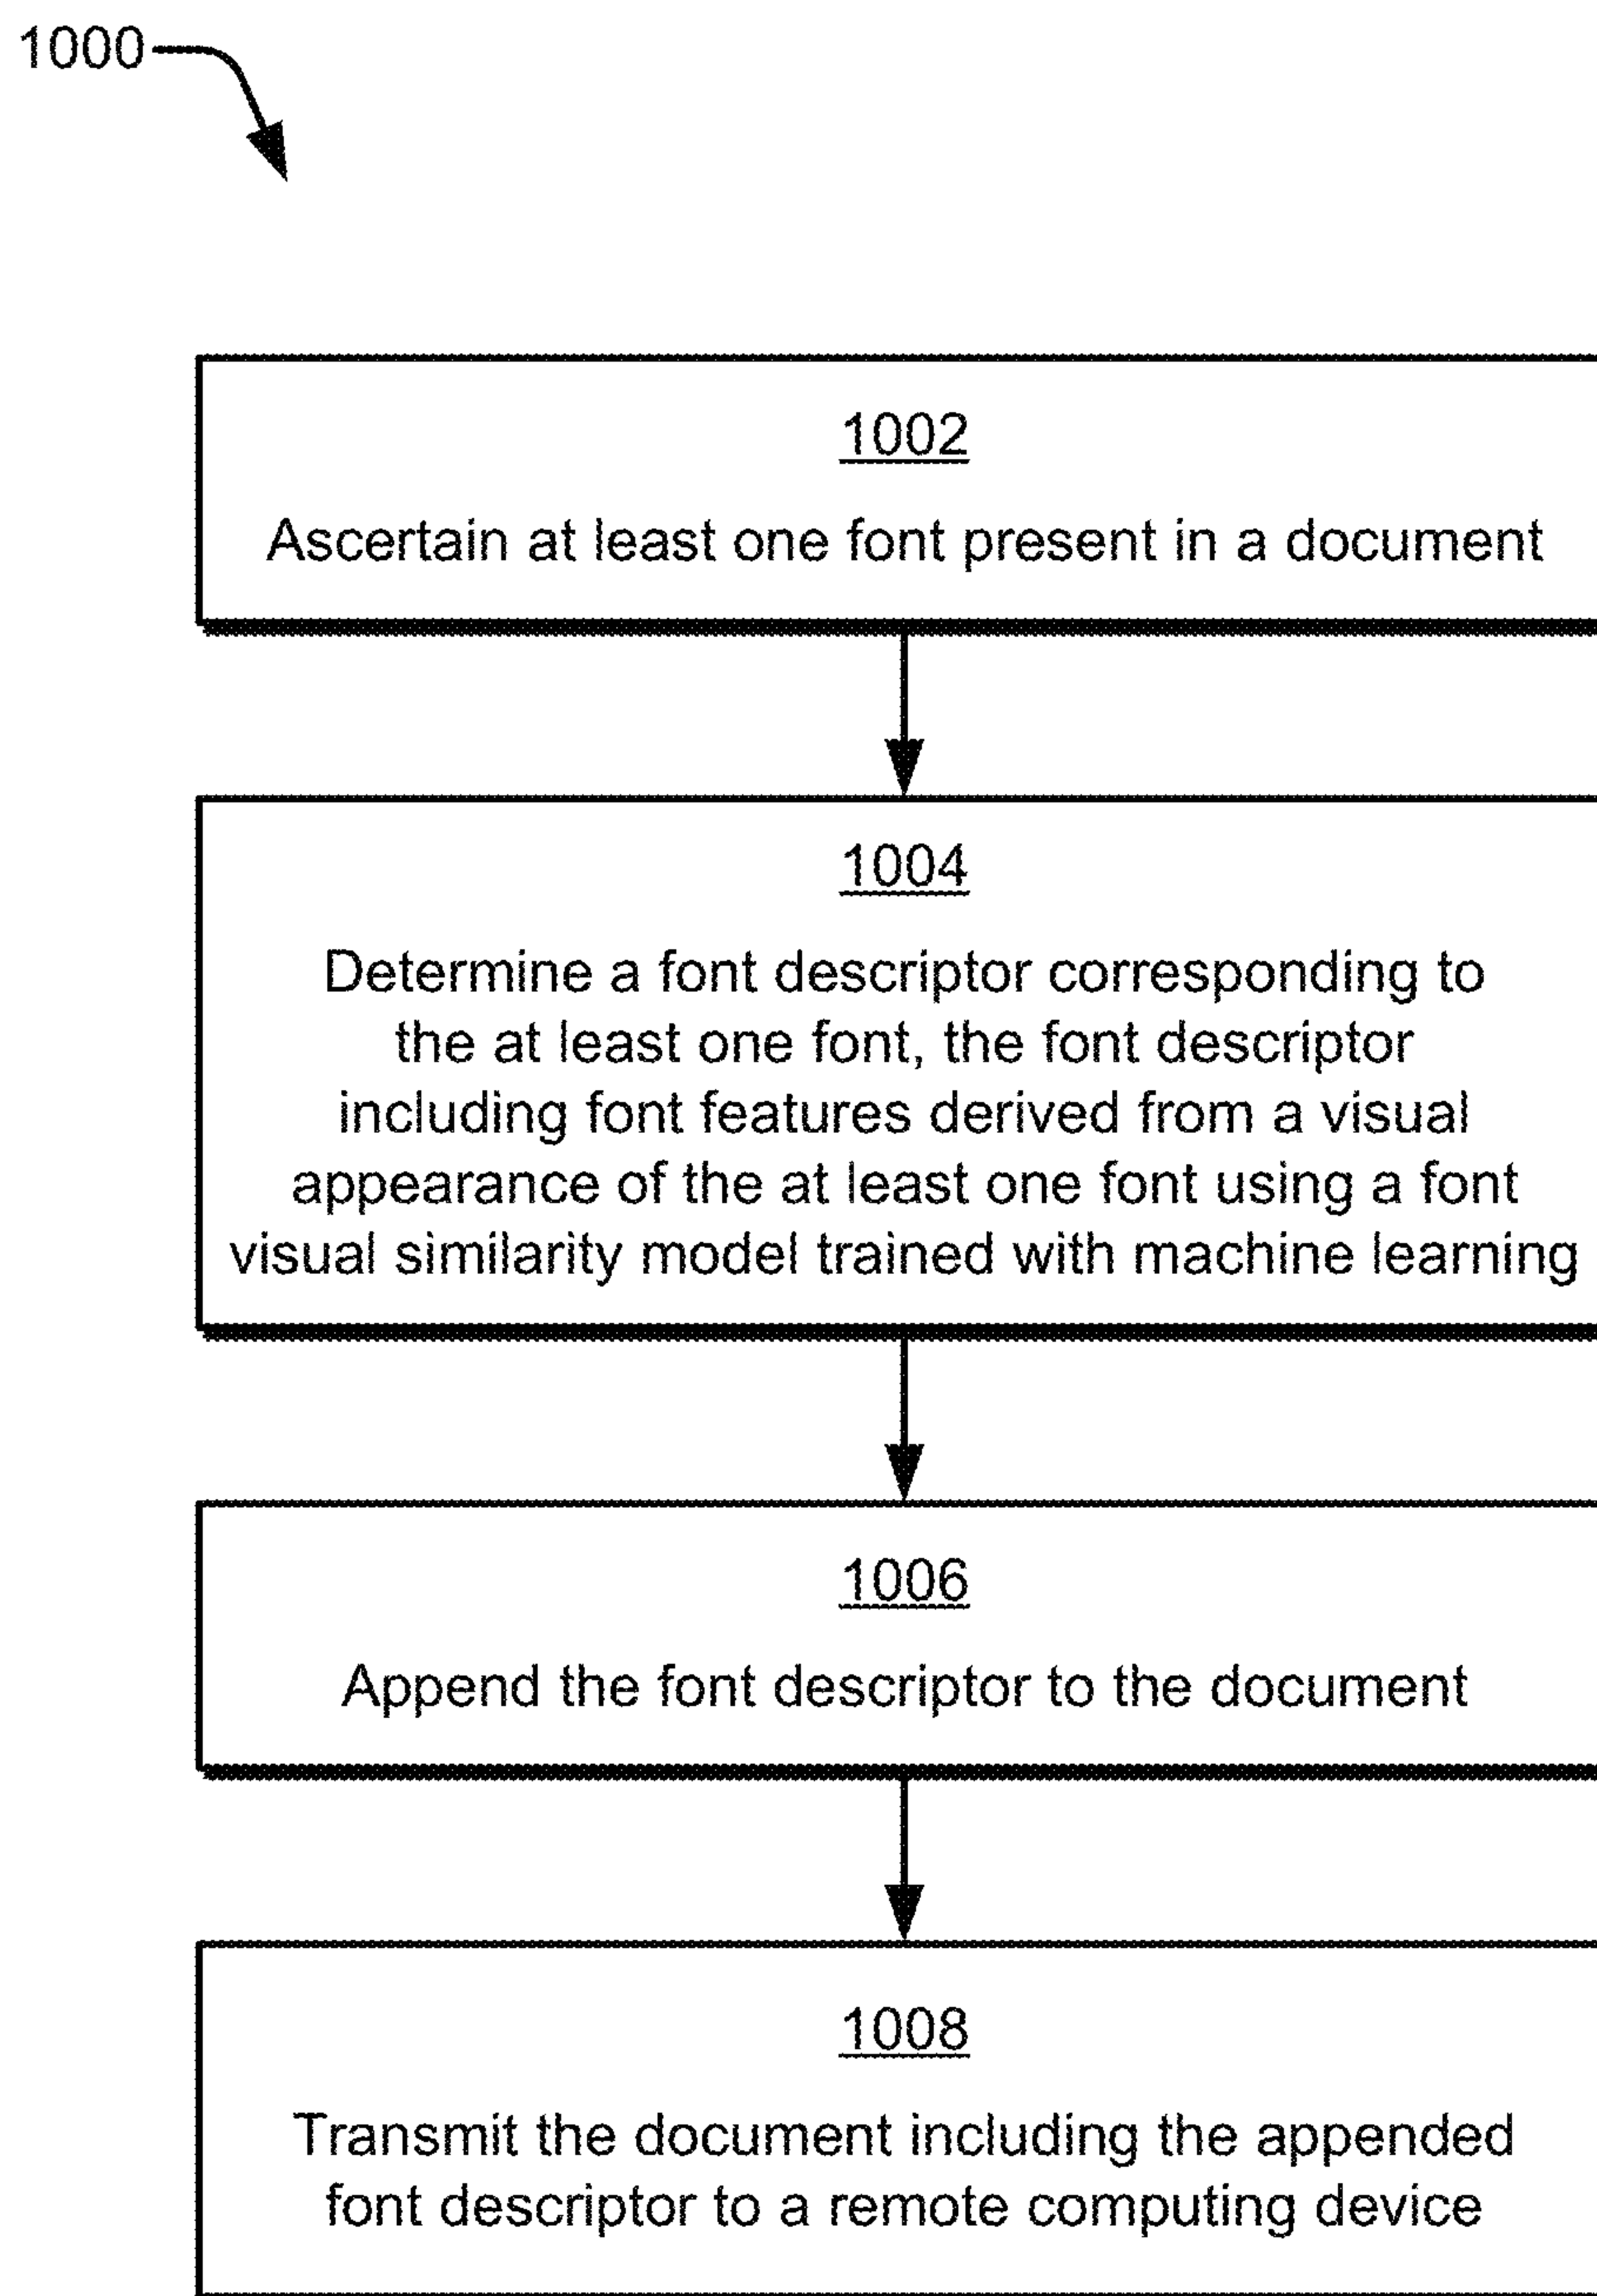 1000
1002
Ascertain at least one font present in a document
1004
Determine a font descriptor corresponding to
the at least one font, the font descriptor
including font features derived from a visual
appearance of the at least one font using a font
visual similarity model trained with machine learning
1006
Append the font descriptor to the document
1008
Transmit the document including the appended
font descriptor to a remote computing device